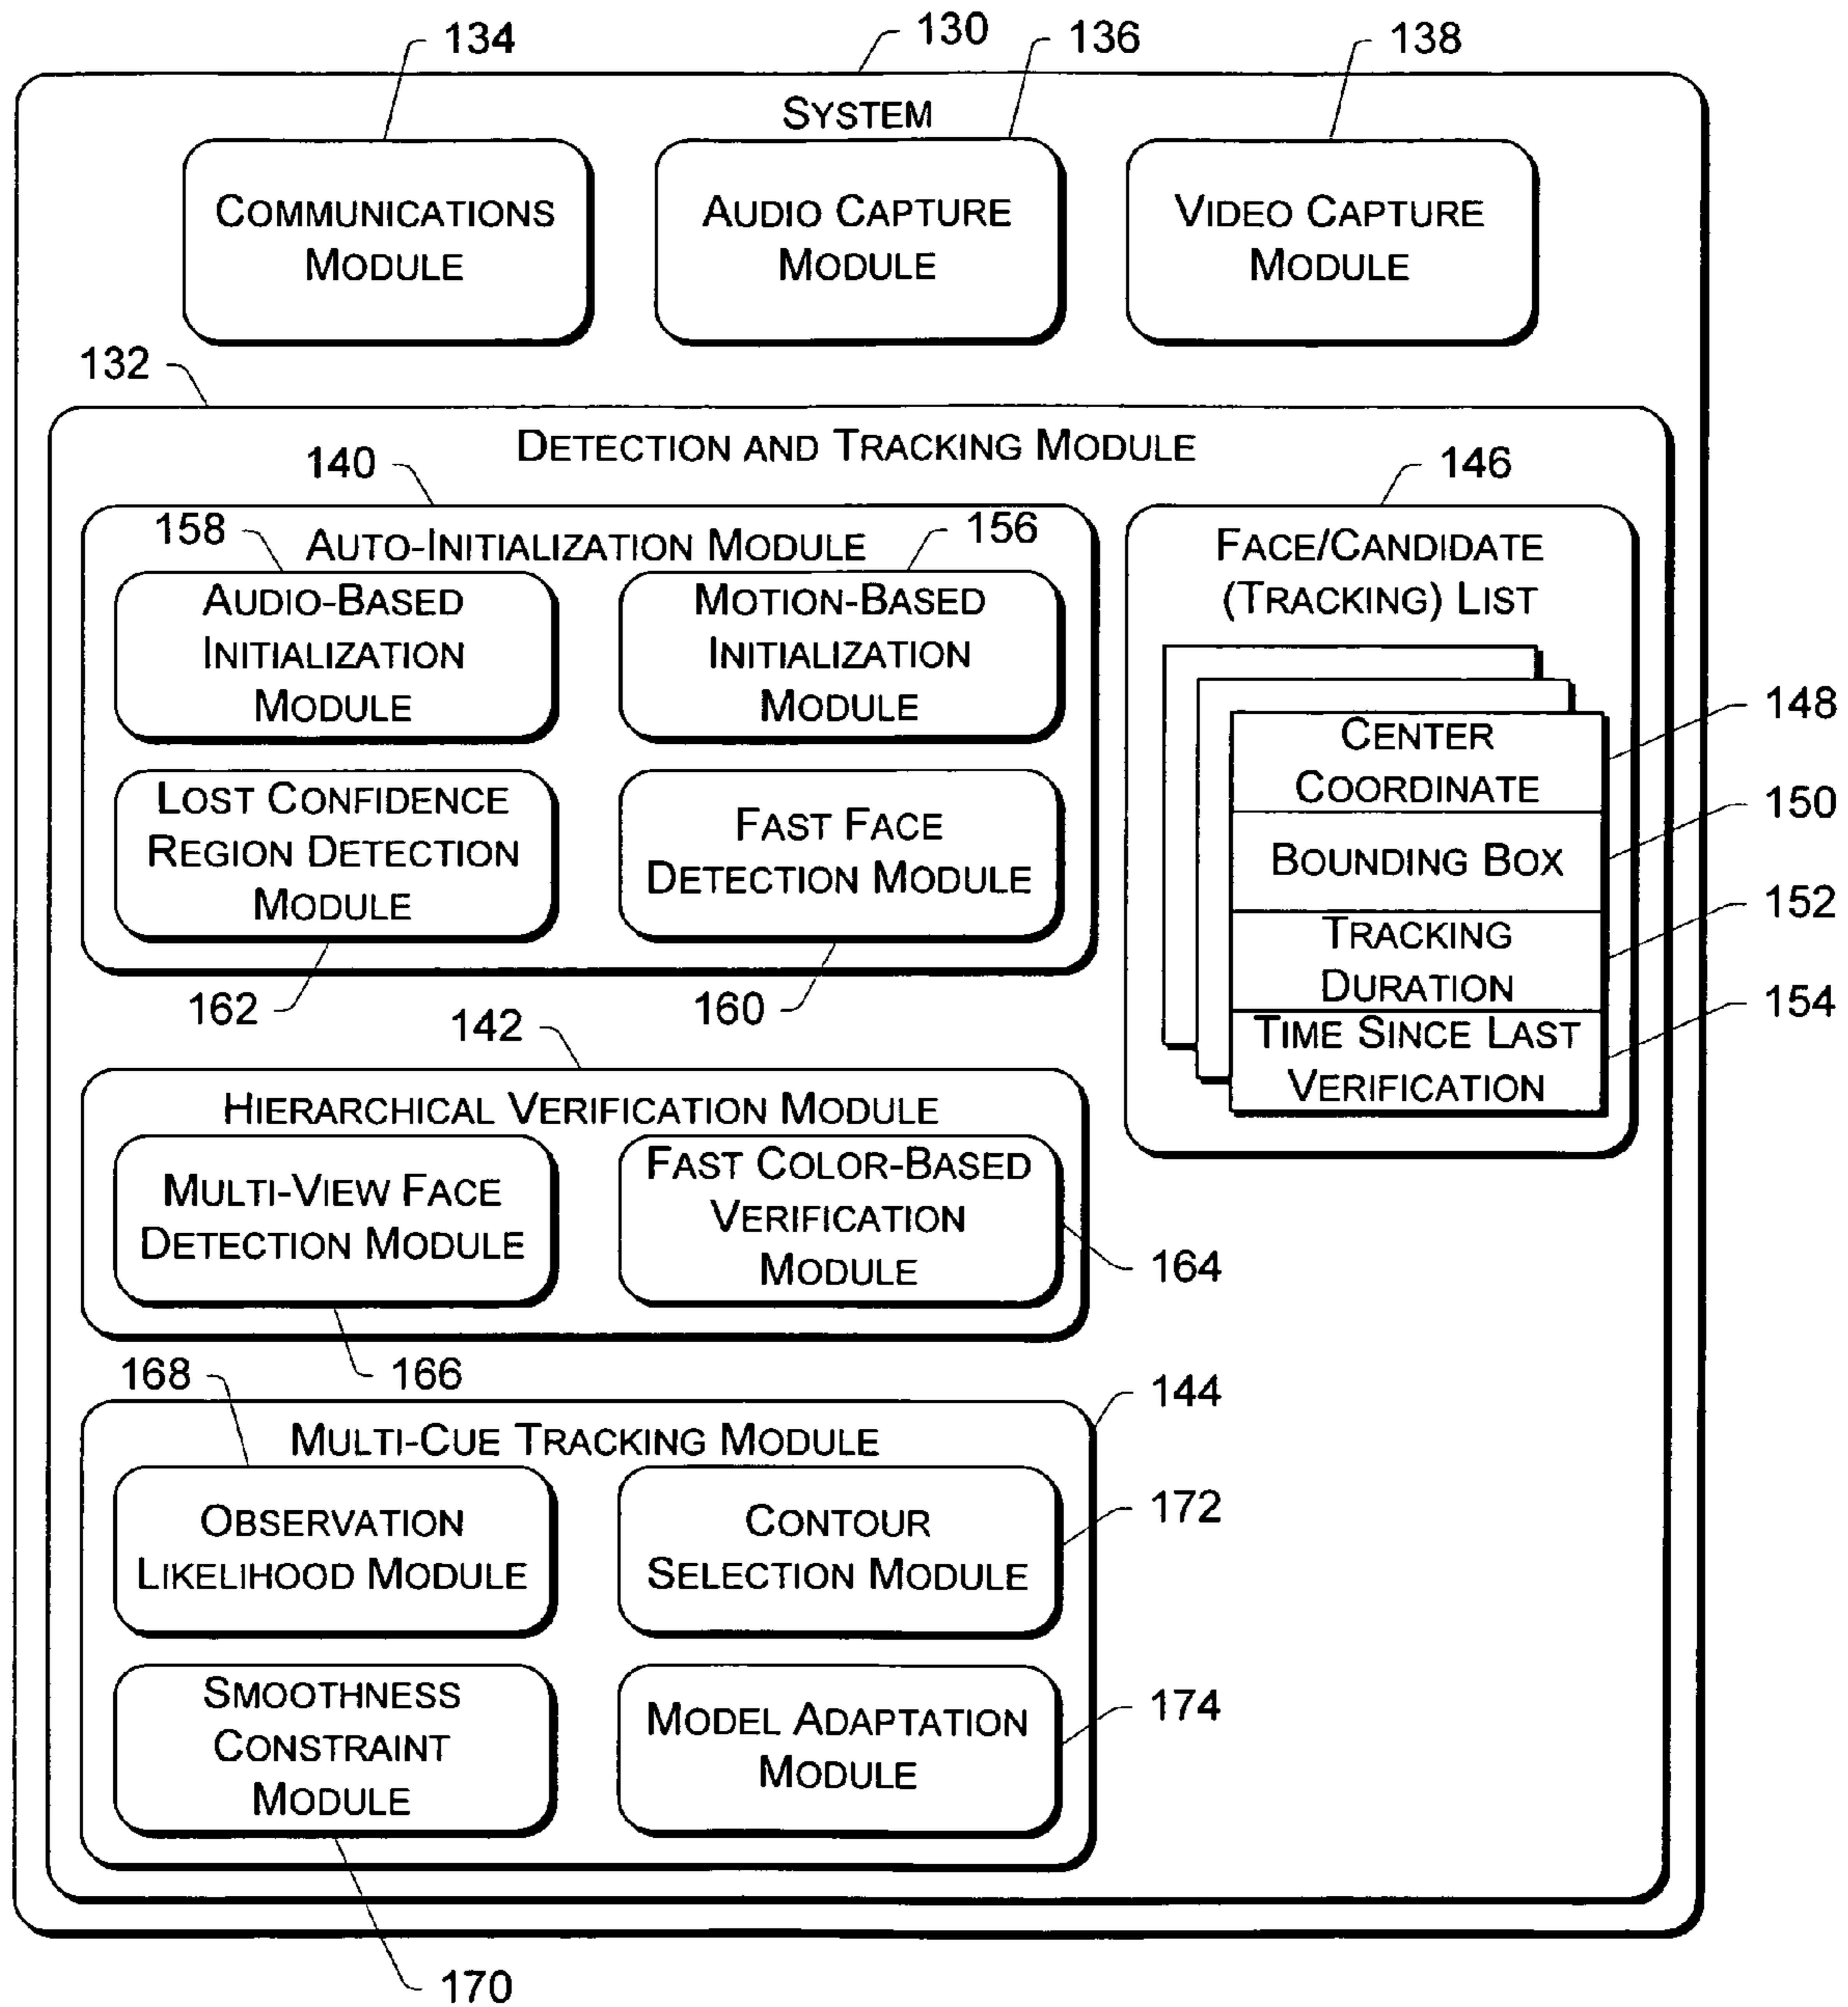 134
130
136
138
SYSTEM
COMMUNICATIONS
MODULE
AUDIO CAPTURE
MODULE
VIDEO CAPTURE
MODULE
132
DETECTION AND TRACKING MODULE
140
146
158
156
AUTO-INITIALIZATION MODULE
AUDIO-BASED
INITIALIZATION
MODULE
MOTION-BASED
INITIALIZATION
MODULE
LOST CONFIDENCE
REGION DETECTION
MODULE
FAST FACE
DETECTION MODULE
162
160
FACE/CANDIDATE
(TRACKING) LIST
CENTER
COORDINATE
148
BOUNDING BOX
150
TRACKING
DURATION
152
TIME SINCE LAST
VERIFICATION
154
142
HIERARCHICAL VERIFICATION MODULE
MULTI-VIEW FACE
DETECTION MODULE
FAST COLOR-BASED
VERIFICATION
MODULE
164
166
168
144
MULTI-CUE TRACKING MODULE
OBSERVATION
LIKELIHOOD MODULE
CONTOUR
SELECTION MODULE
172
SMOOTHNESS
CONSTRAINT
MODULE
MODEL ADAPTATION
MODULE
174
170